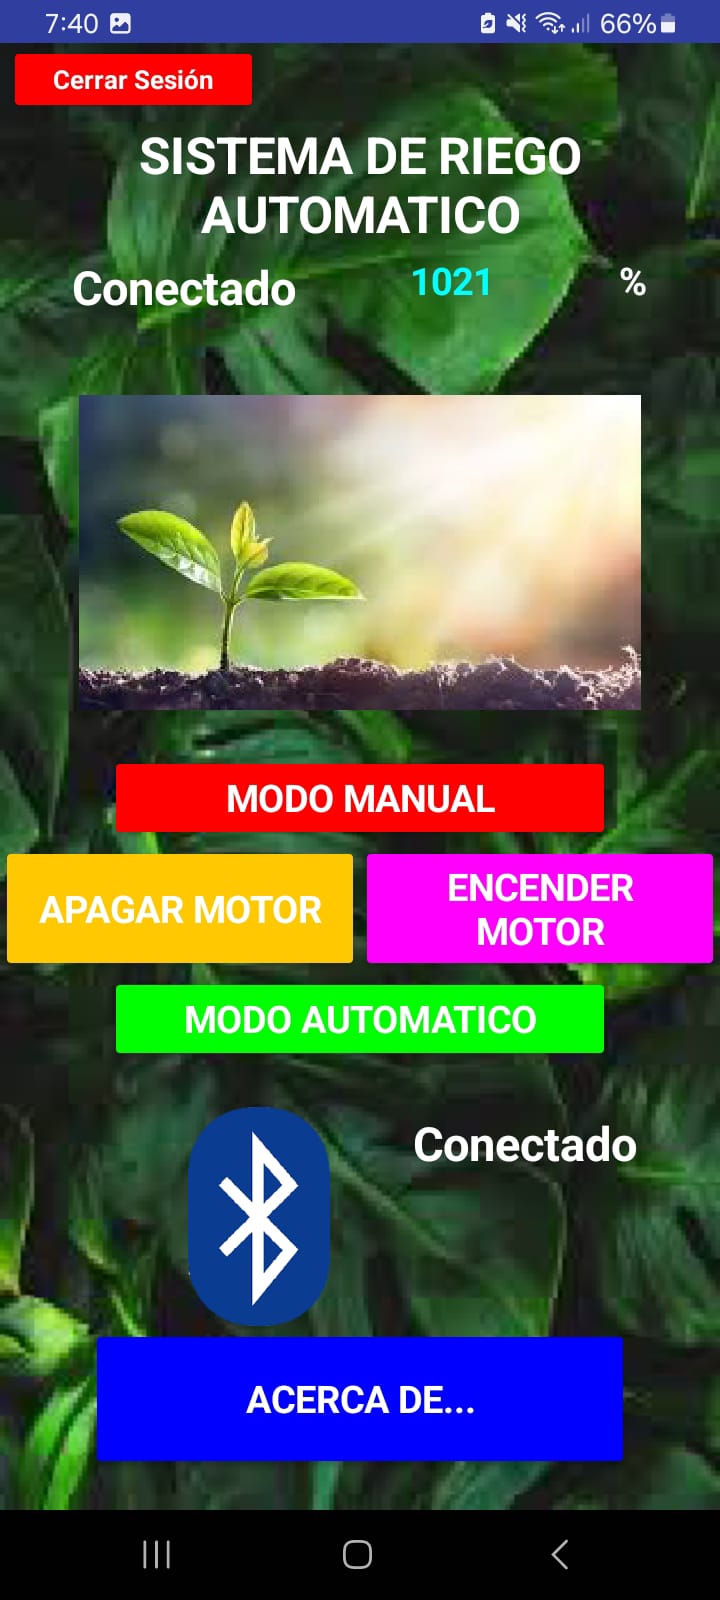 7:40 66%
Cerrar Sesión
SISTEMA DE RIEGO
AUTOMATICO
Conectado 1021 %
MODO MANUAL
APAGAR MOTOR
ENCENDER
MOTOR
MODO AUTOMATICO
Conectado
ACERCA DE...